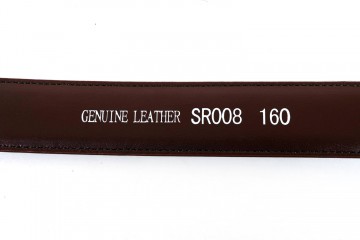 GENUINE LEATHER SR008 160